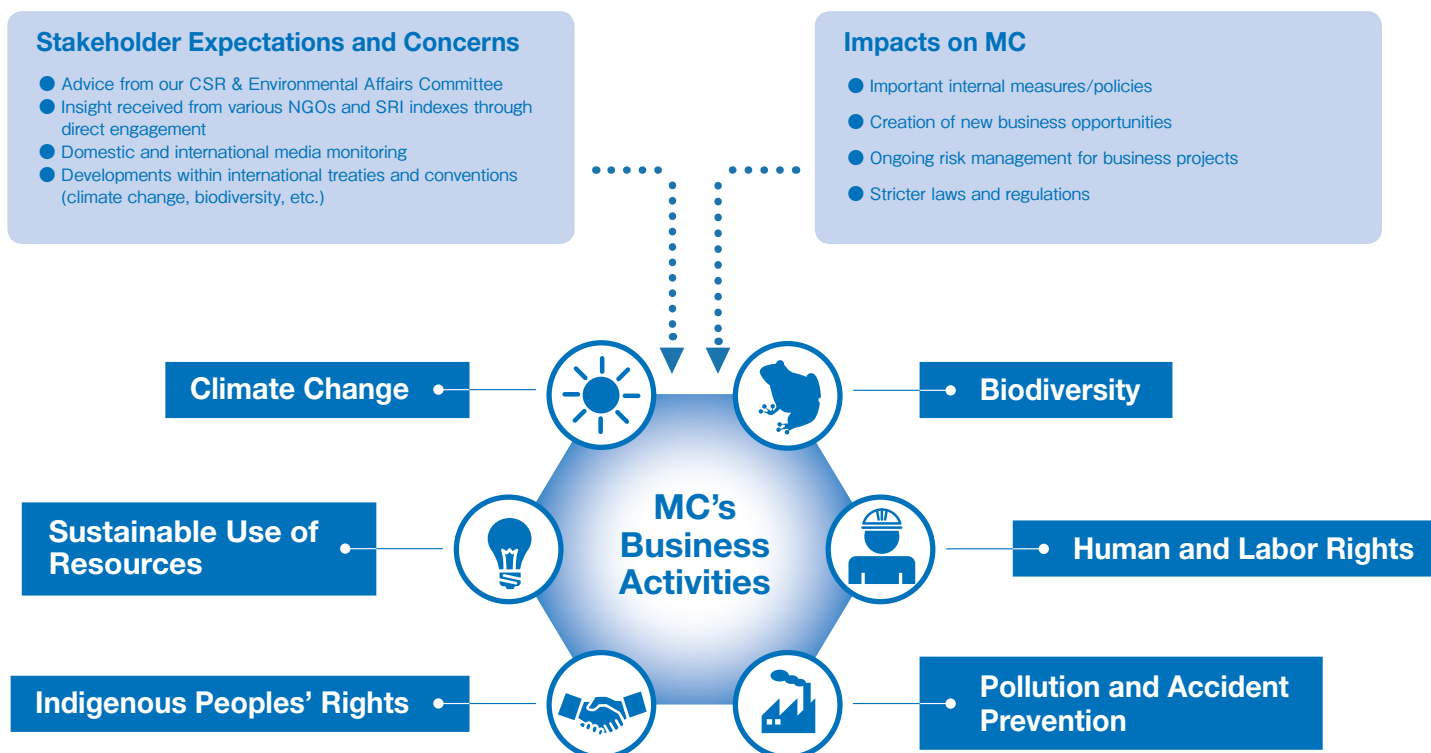 Stakeholder Expectations and Concerns
● Advice from our CSR & Environmental Affairs Committee
● Insight received from various NGOs and SRI indexes through
direct engagement
● Domestic and international media monitoring
● Developments within international treaties and conventions
(climate change, biodiversity, etc.)
Impacts on MC
● Important internal measures/policies
● Creation of new business opportunities
● Ongoing risk management for business projects
● Stricter laws and regulations
Climate Change
Biodiversity
Sustainable Use of
Resources
MC's
Business
Activities
Human and Labor Rights
Indigenous Peoples' Rights
Pollution and Accident
Prevention